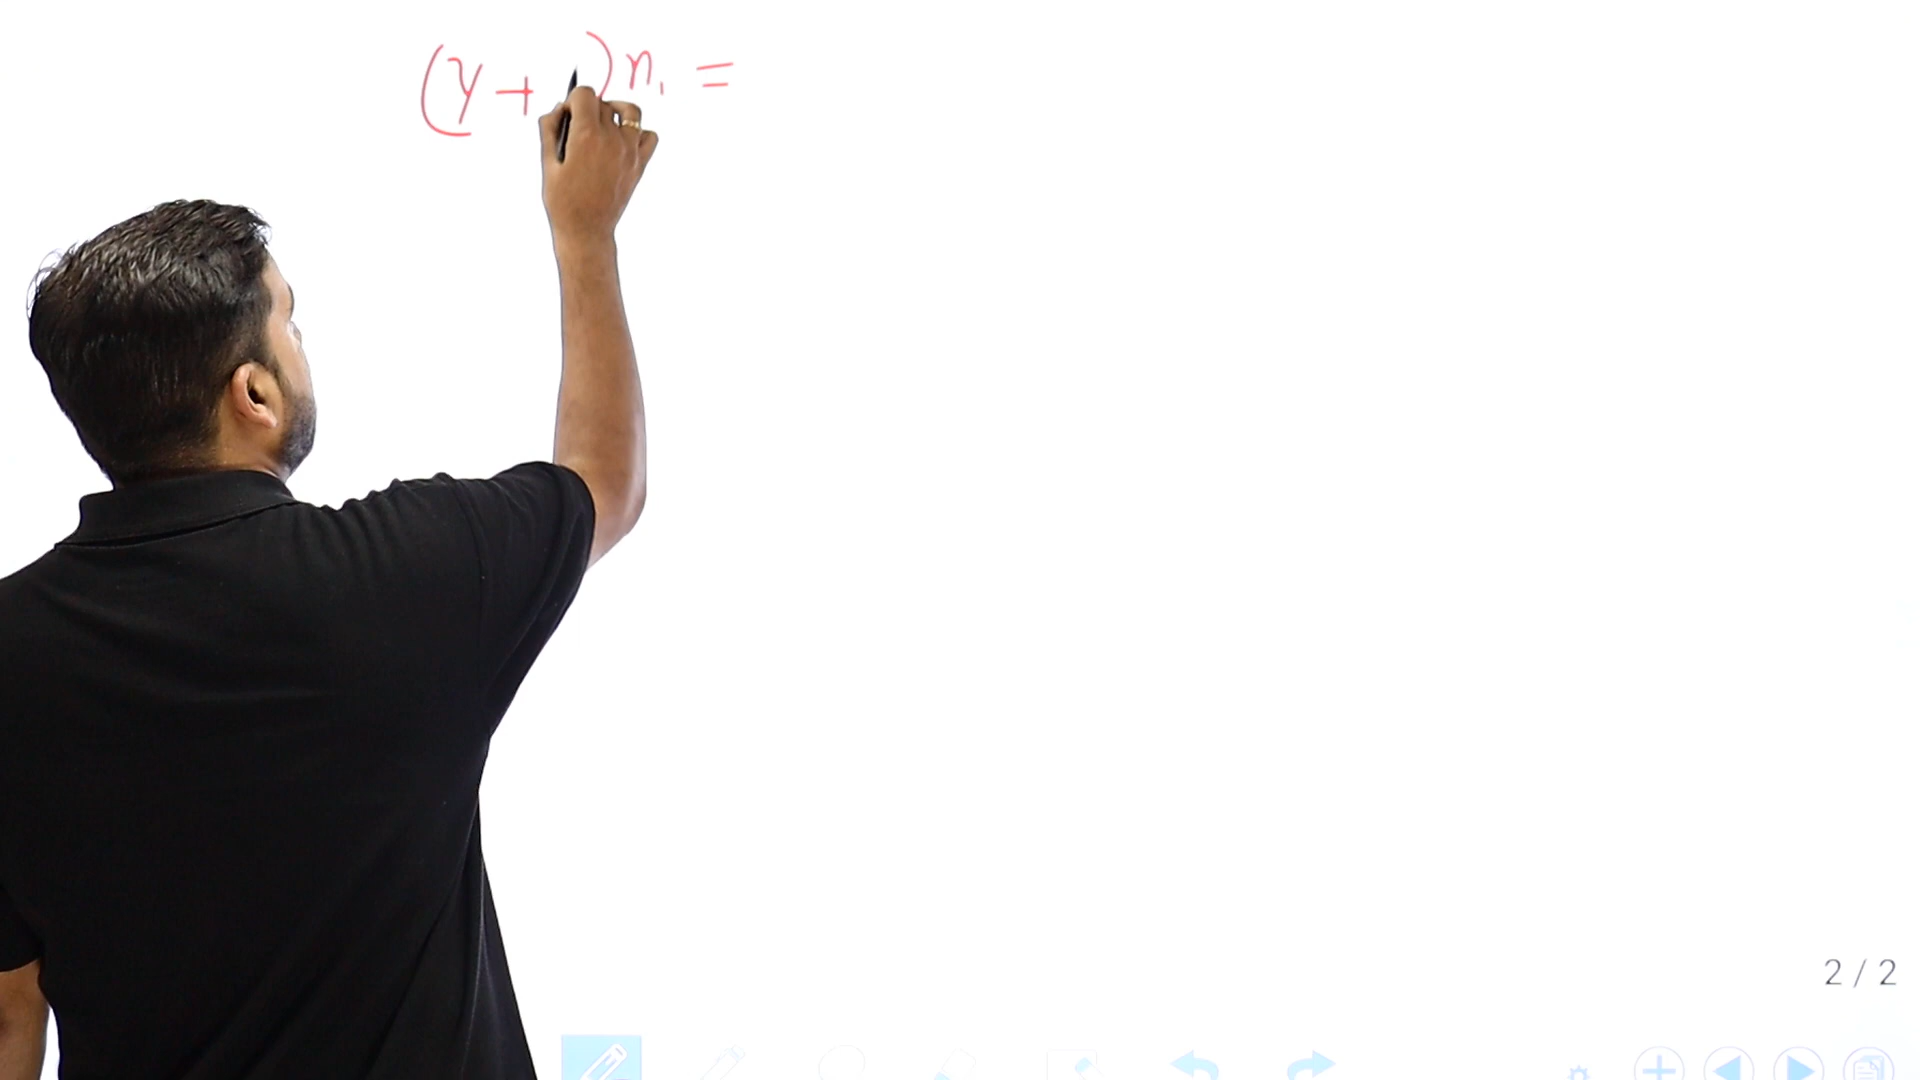 (y + ) n₁ =
2 / 2